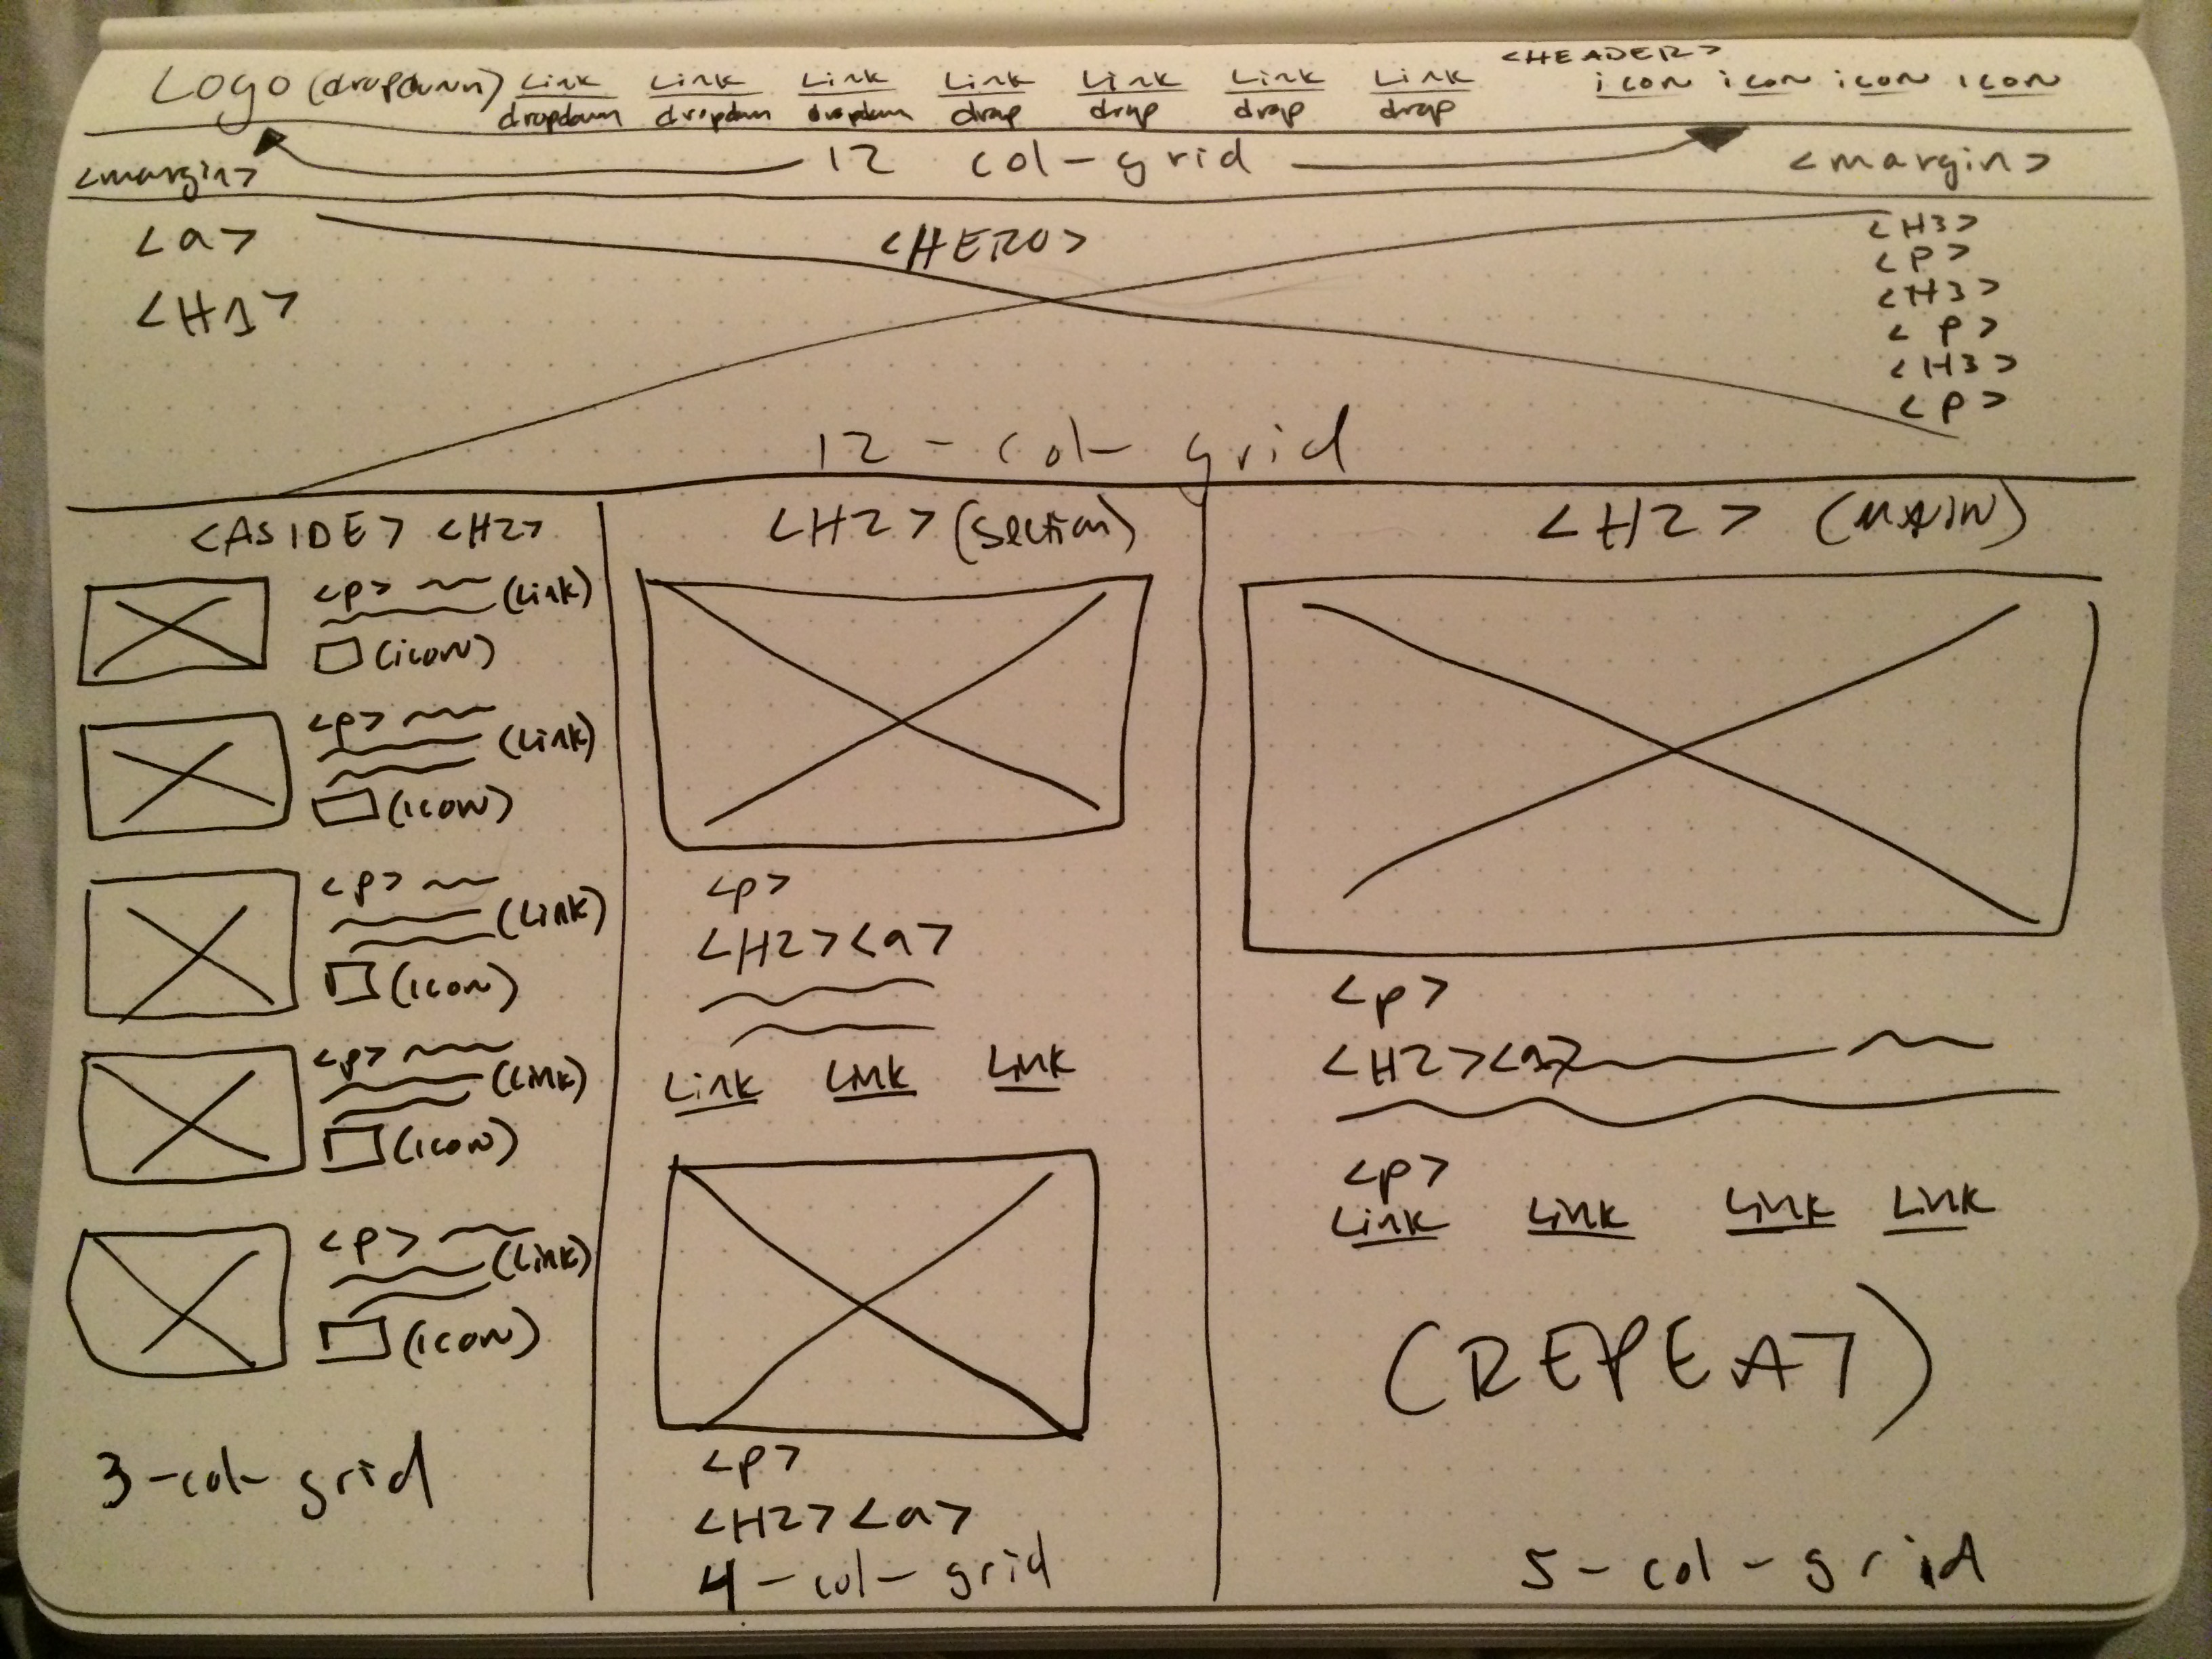 <HEADER>
Logo (dropdown) Link Link Link Link Link Link Link icon icon icon icon
dropdown dropdown dropdown drop drop drop drop
<margin> 12 col-grid <margin>
<a> <HERO> <H3>
<p>
<H1> <H3>
<p>
<H3>
<p>
12-col-grid
<ASIDE> <H2>
<p> (Link)
(icon)
<p> (Link)
(icon)
<p> (Link)
(icon)
<p> (Link)
(icon)
<p> (Link)
(icon)
3-col-grid
<H2> (section)
<p>
<H2> <a>
Link Link Link
<p>
<H2> <a>
4-col-grid
<H2> (main)
<p>
<H2> <a>
<p>
Link Link Link Link
(REPEAT)
5-col-grid